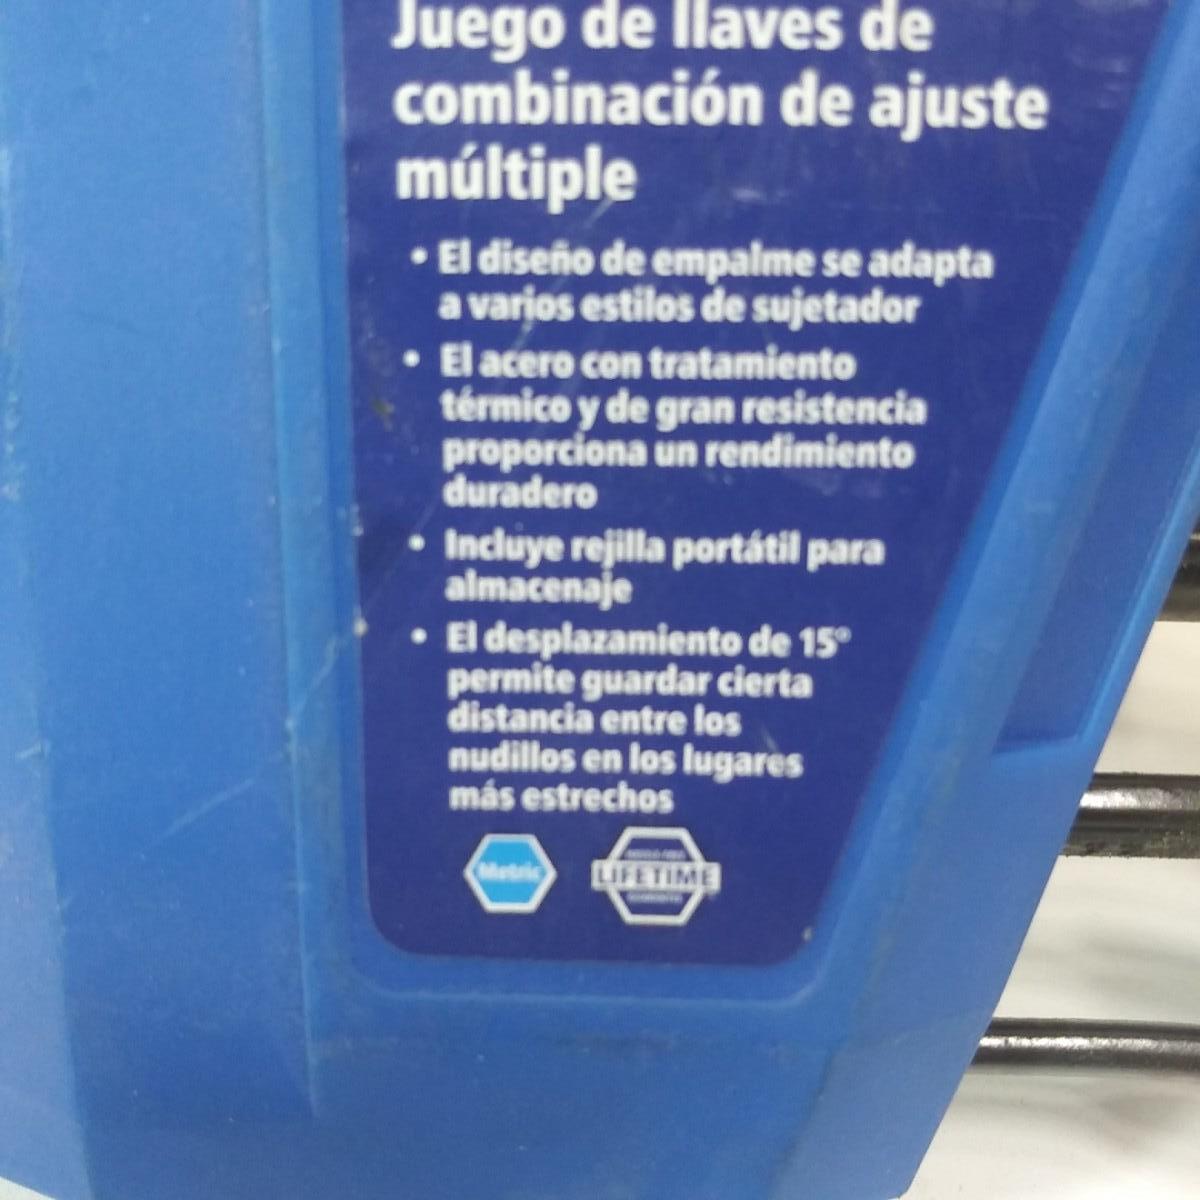 Juego de llaves de
combinación de ajuste
múltiple
• El diseño de empalme se adapta
a varios estilos de sujetador
• El acero con tratamiento
térmico y de gran resistencia
proporciona un rendimiento
duradero
• Incluye rejilla portátil para
almacenaje
• El desplazamiento de 15°
permite guardar cierta
distancia entre los
nudillos en los lugares
más estrechos
Metric
LIFETIME